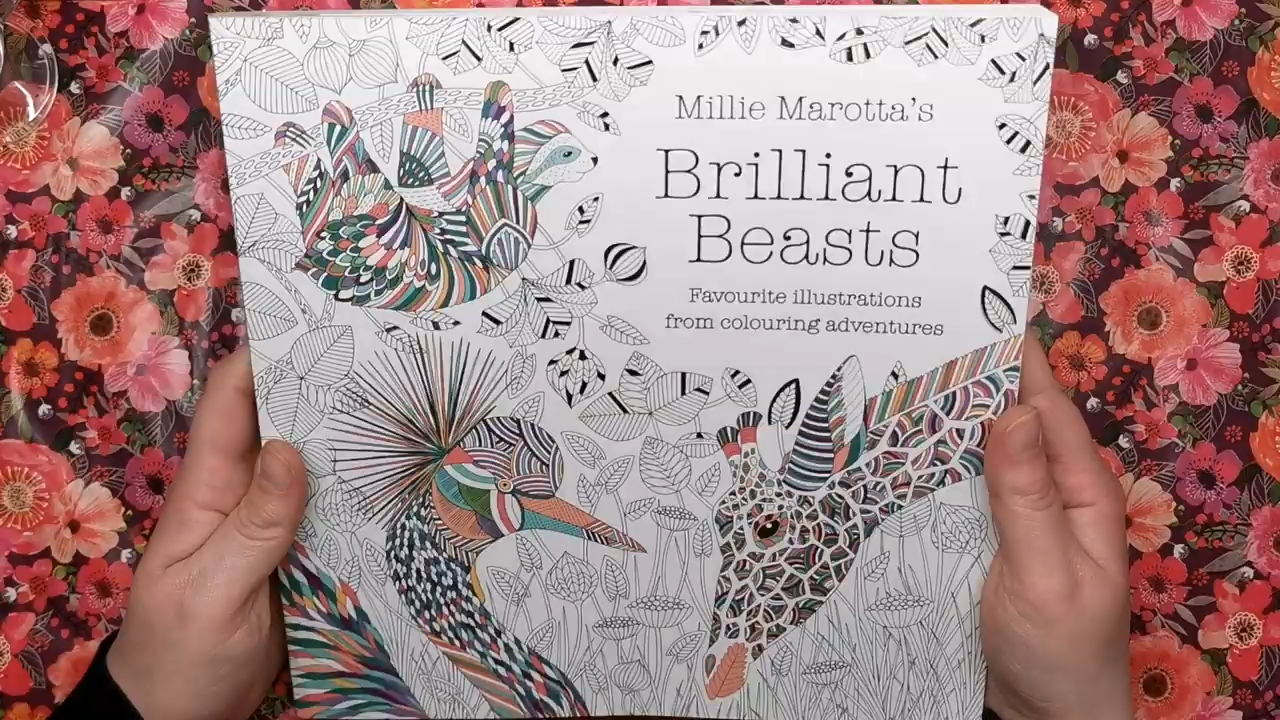 Millie Marotta's
Brilliant
Beasts
Favourite illustrations
from colouring adventures